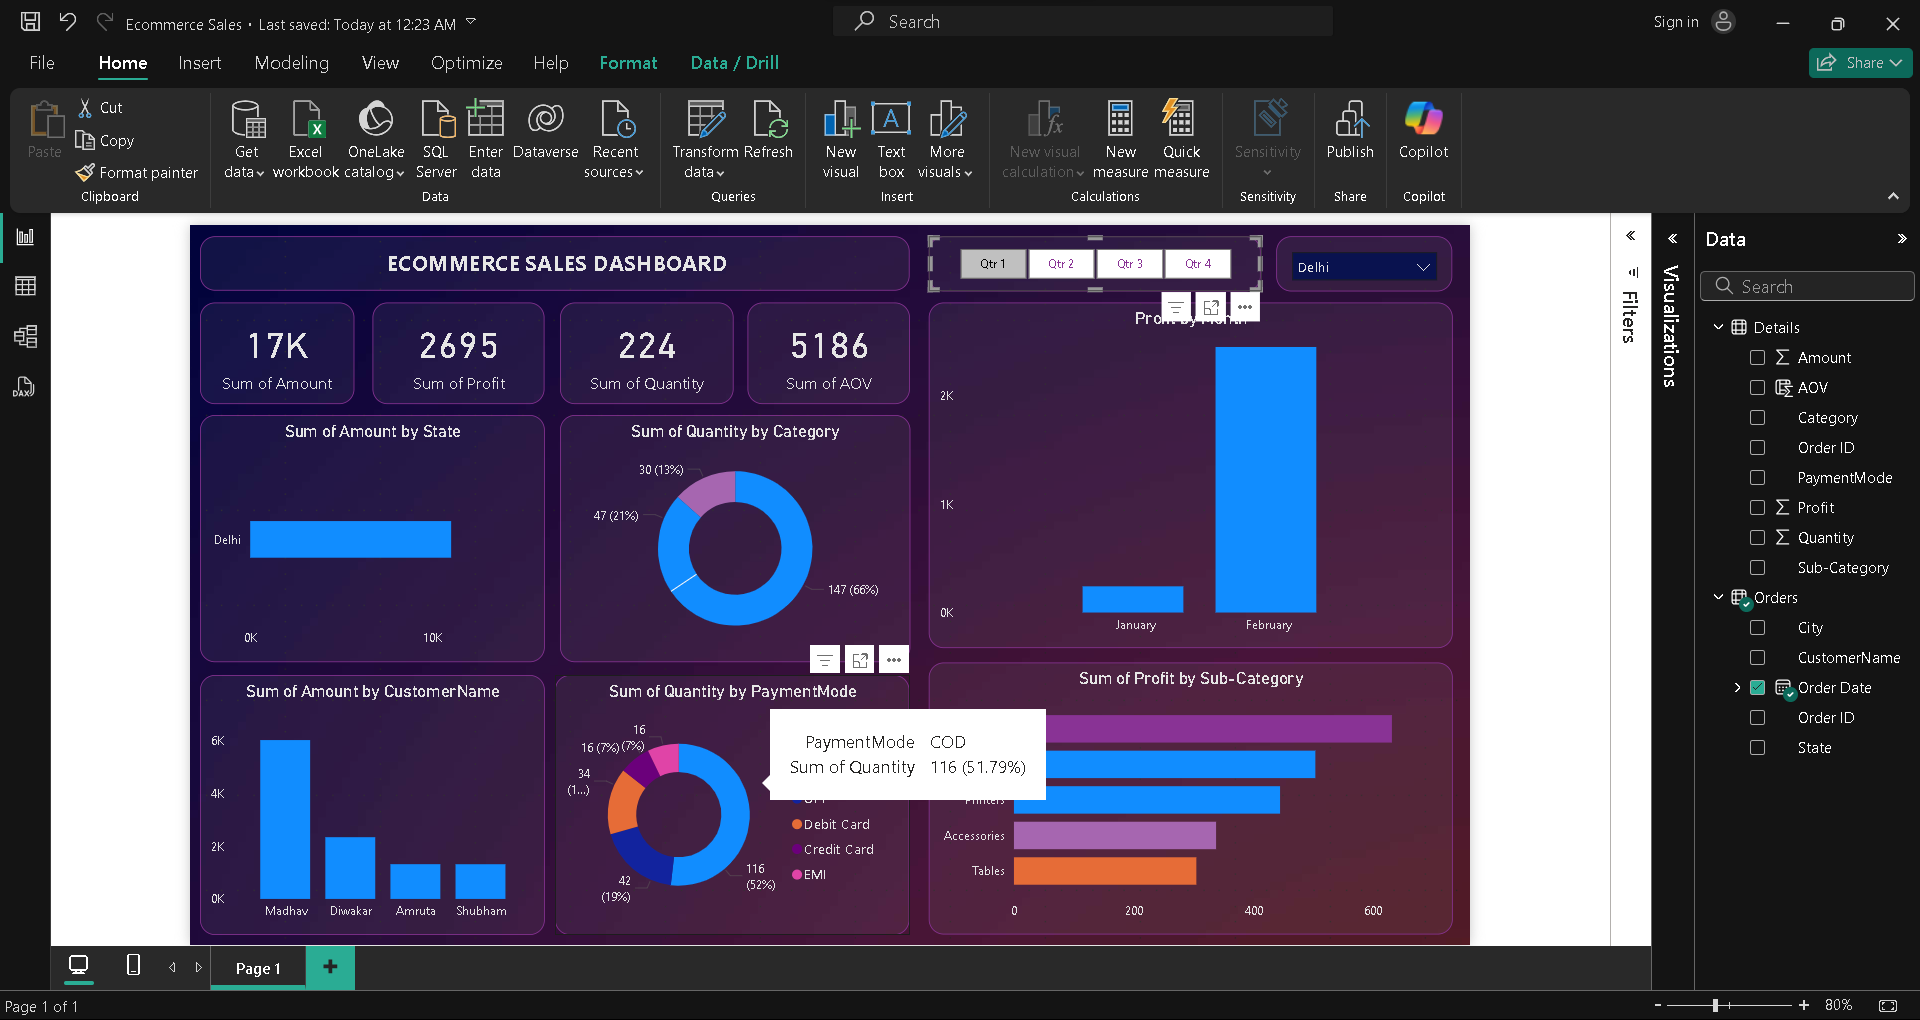 Ecommerce Sales • Last saved: Today at 12:23 AM
Search
Sign in
File
Home
Insert
Modeling
View
Optimize
Help
Format
Data / Drill
Share
Paste
Cut
Copy
Format painter
Clipboard
Get data
Excel workbook
OneLake catalog
SQL Server
Enter data
Dataverse
Recent sources
Data
Transform data
Refresh
Queries
New visual
Text box
More visuals
Insert
New visual calculation
New measure
Quick measure
Calculations
Sensitivity
Sensitivity
Publish
Share
Copilot
Copilot
DAX
ECOMMERCE SALES DASHBOARD
Qtr 1
Qtr 2
Qtr 3
Qtr 4
Delhi
17K
Sum of Amount
2695
Sum of Profit
224
Sum of Quantity
5186
Sum of AOV
Profit by Month
2K
1K
0K
January
February
Sum of Amount by State
Delhi
0K
10K
Sum of Quantity by Category
30 (13%)
47 (21%)
147 (66%)
Sum of Amount by CustomerName
6K
4K
2K
0K
Madhav
Diwakar
Amruta
Shubham
Sum of Quantity by PaymentMode
16 (7%)
16 (7%)
34 (1...)
42 (19%)
116 (52%)
PaymentMode COD
Sum of Quantity 116 (51.79%)
Debit Card
Credit Card
EMI
Sum of Profit by Sub-Category
Printers
Accessories
Tables
0
200
400
600
Filters
Visualizations
Data
Search
Details
Amount
AOV
Category
Order ID
PaymentMode
Profit
Quantity
Sub-Category
Orders
City
CustomerName
Order Date
Order ID
State
Page 1
Page 1 of 1
80%